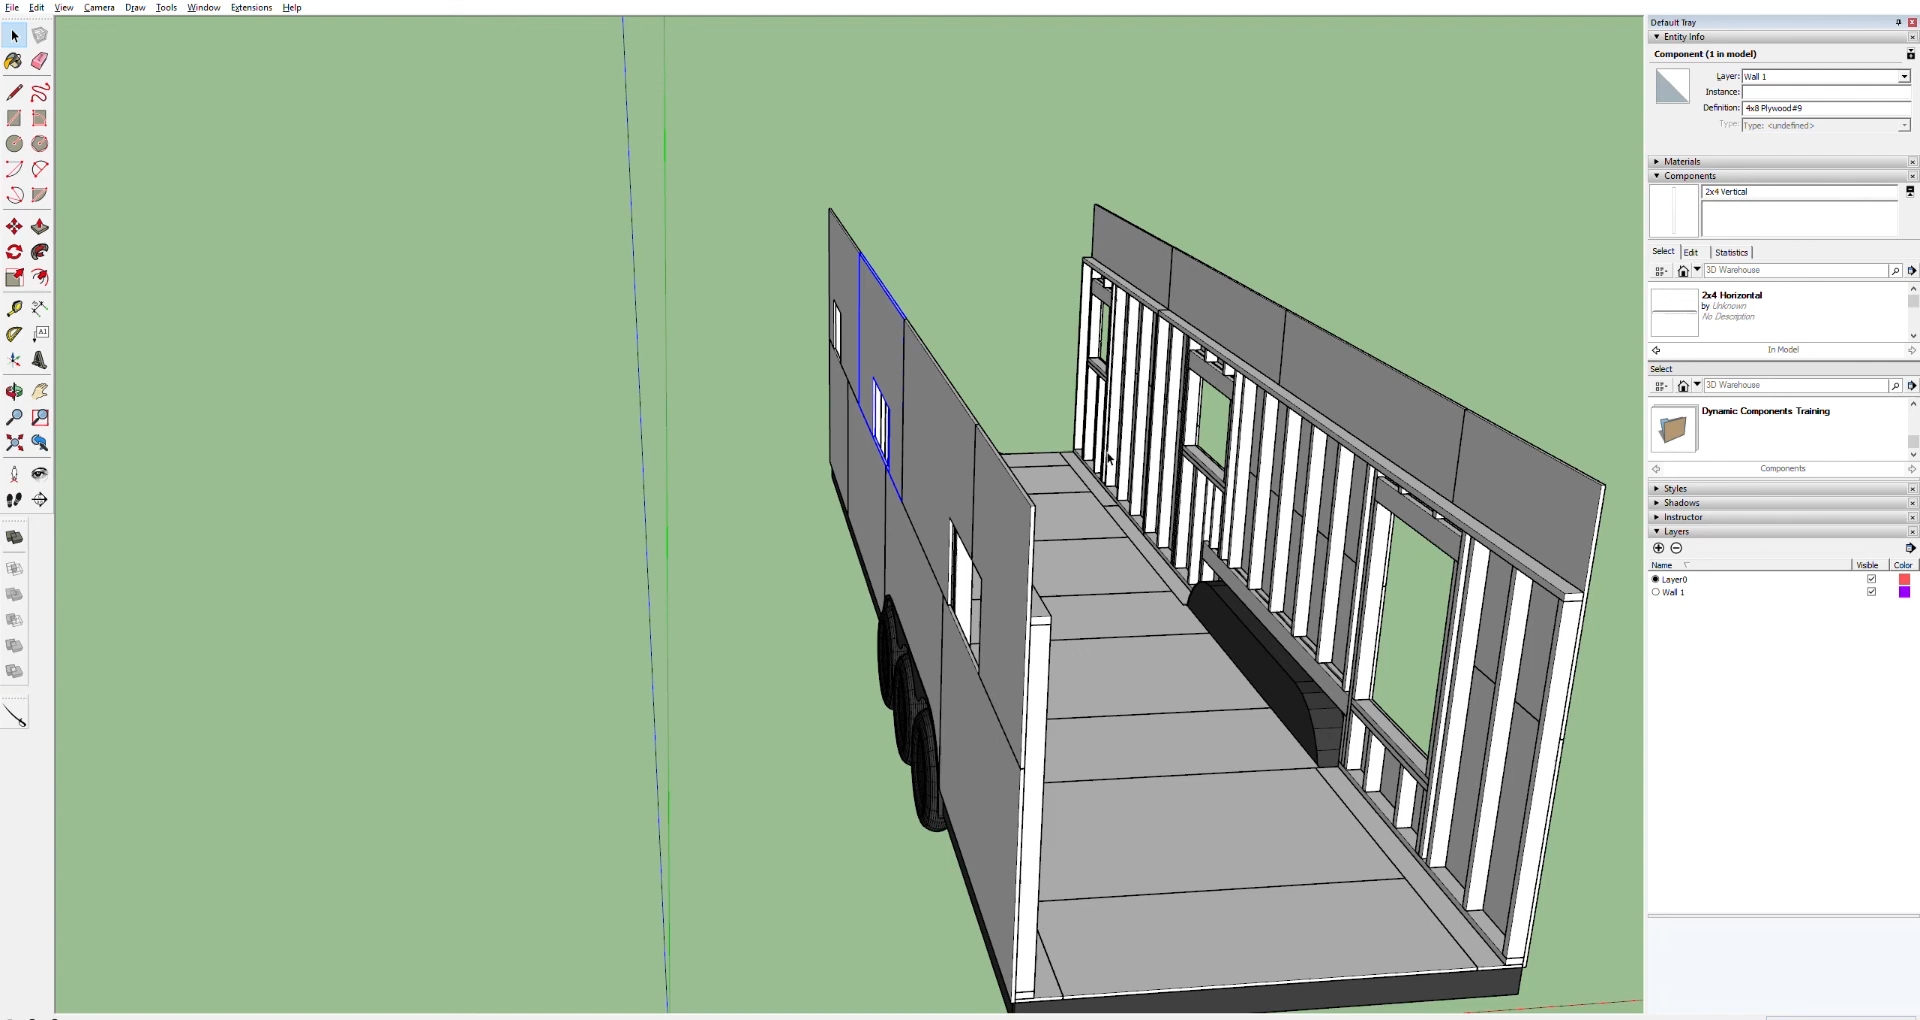 File Edit View Camera Draw Tools Window Extensions Help
Default Tray
Entity Info
Component (1 in model)
Layer: Wall 1
Instance:
Definition: 4x8 Plywood#9
Type: Type: <undefined>
Materials
Components
2x4 Vertical
Select Edit Statistics
3D Warehouse
2x4 Horizontal
by Unknown
No Description
In Model
Select
3D Warehouse
Dynamic Components Training
Components
Styles
Shadows
Instructor
Layers
Name Visible Color
Layer0
Wall 1